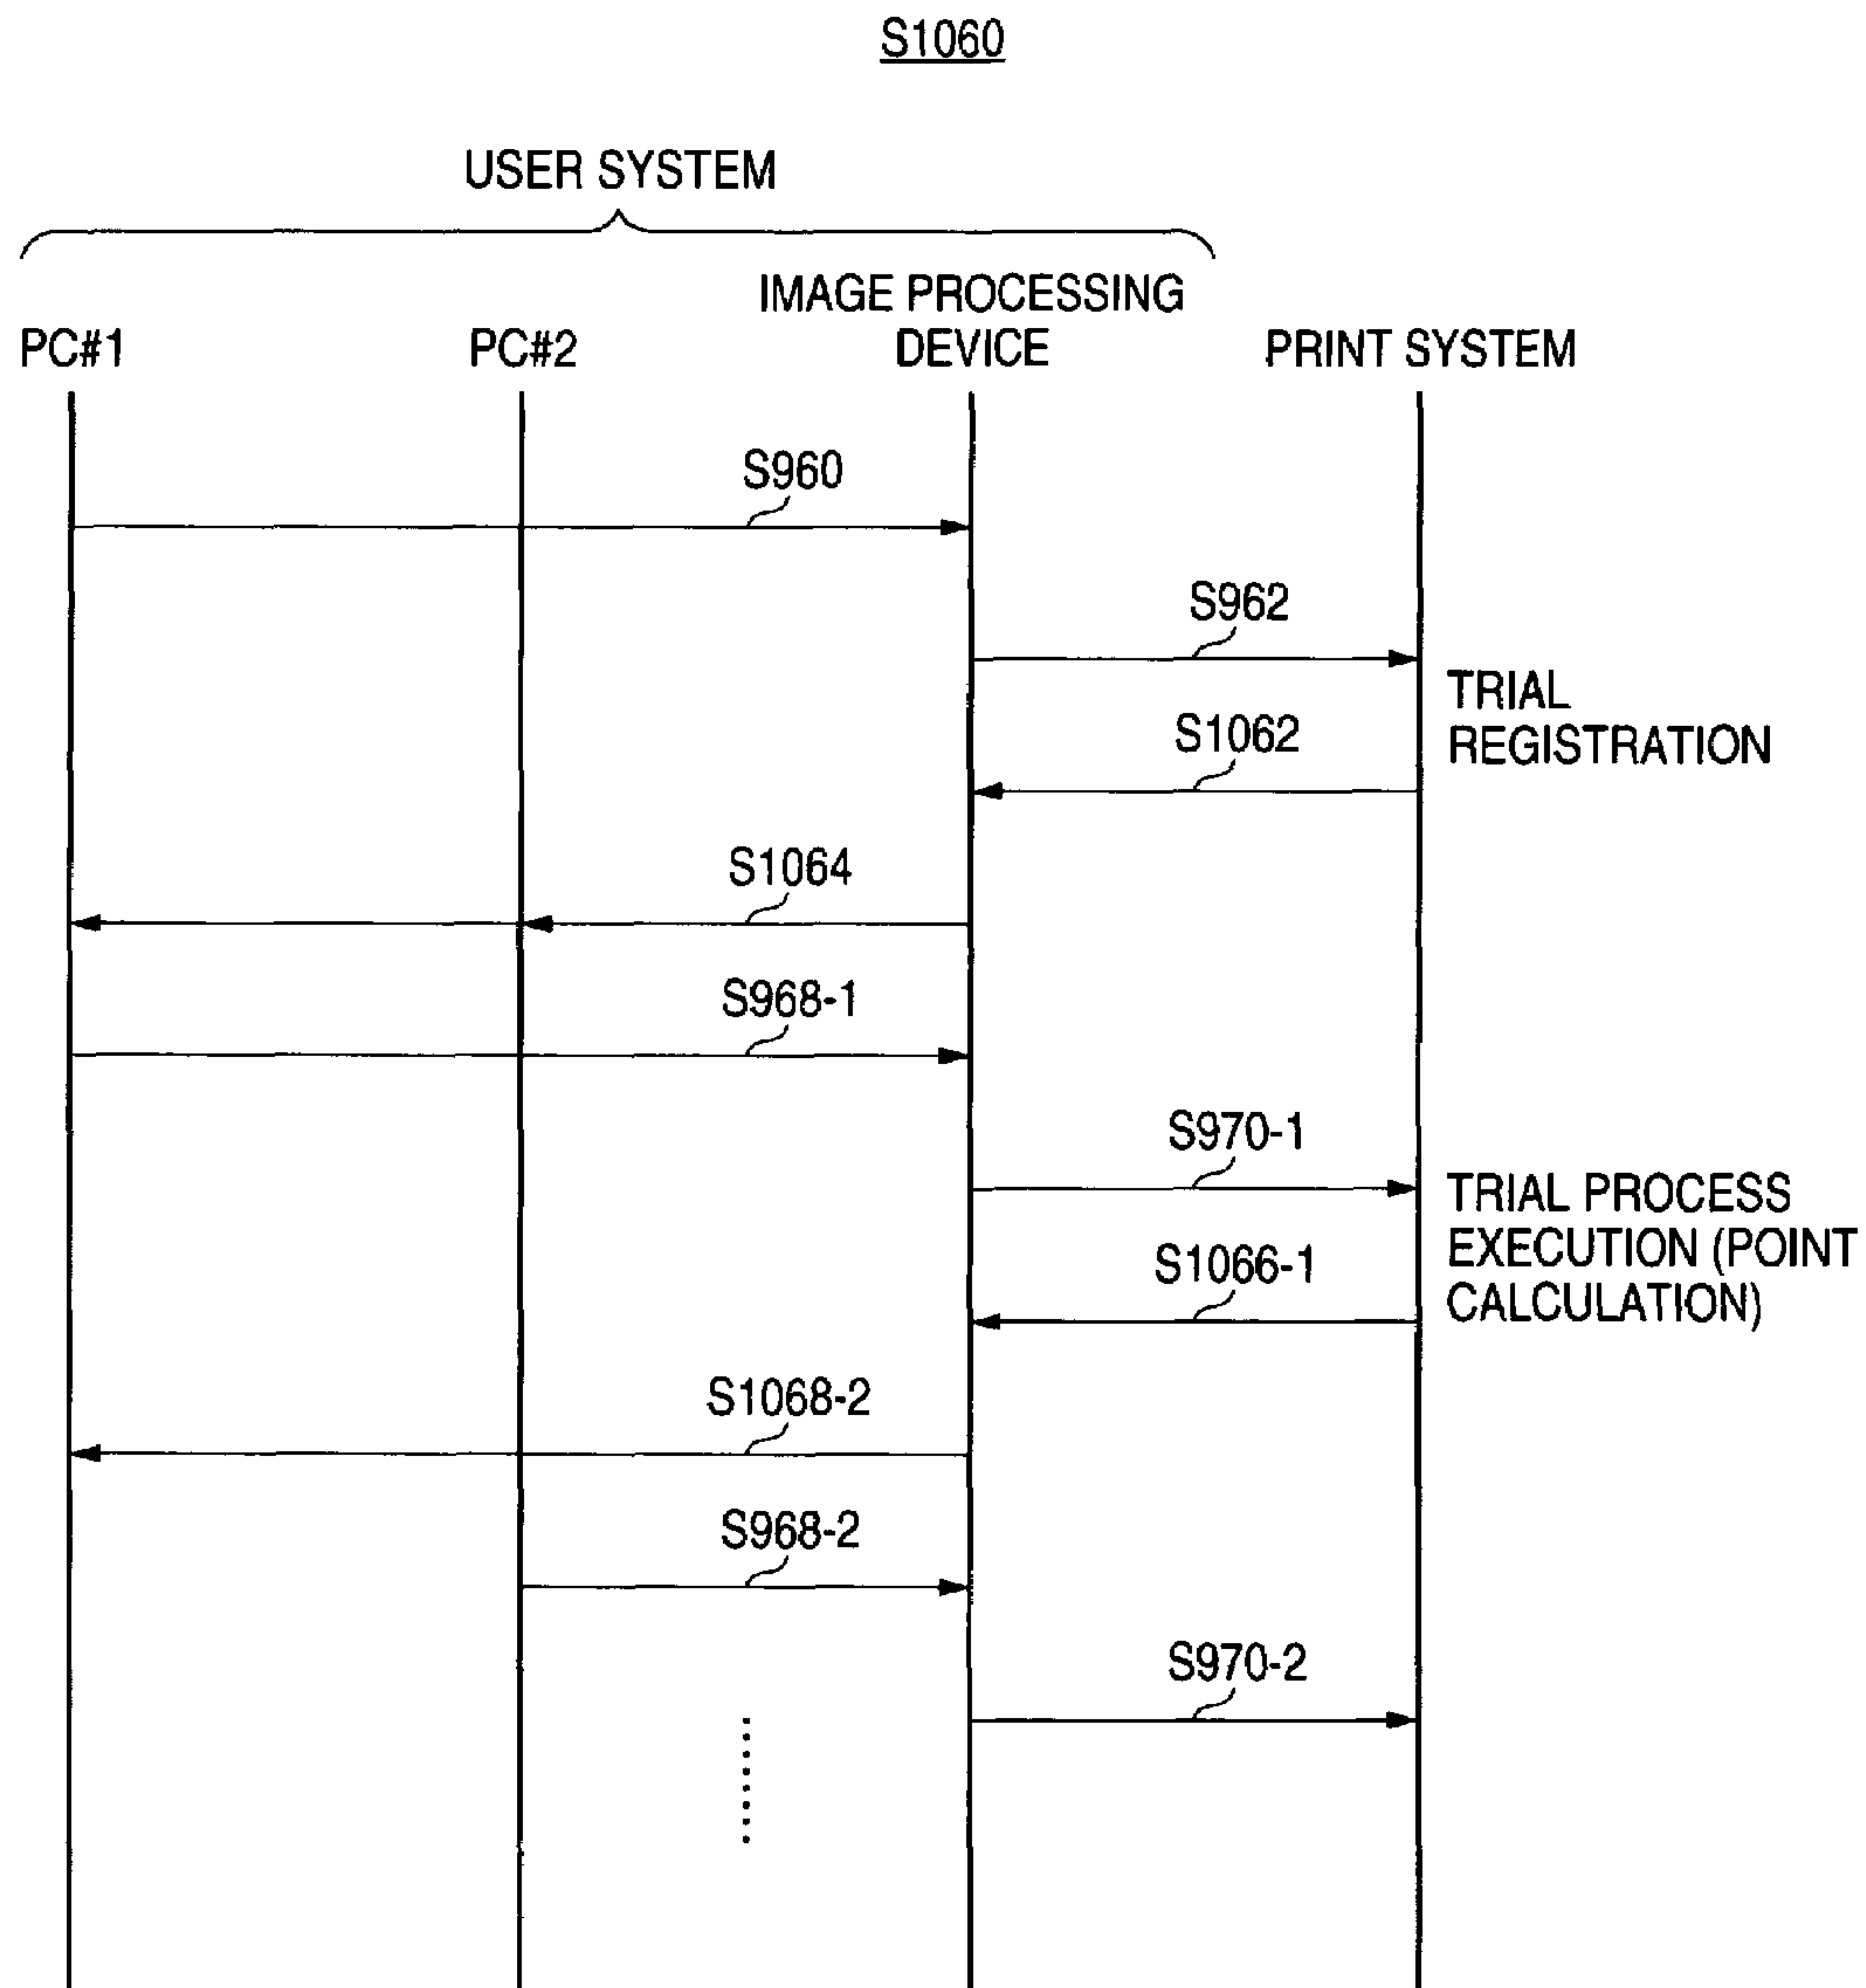 S1060
USER SYSTEM
IMAGE PROCESSING
PC#1 PC#2 DEVICE PRINT SYSTEM
S960
S962
TRIAL
REGISTRATION
S1062
S1064
S968-1
S970-1
TRIAL PROCESS
EXECUTION (POINT
CALCULATION)
S1066-1
S1068-2
S968-2
S970-2